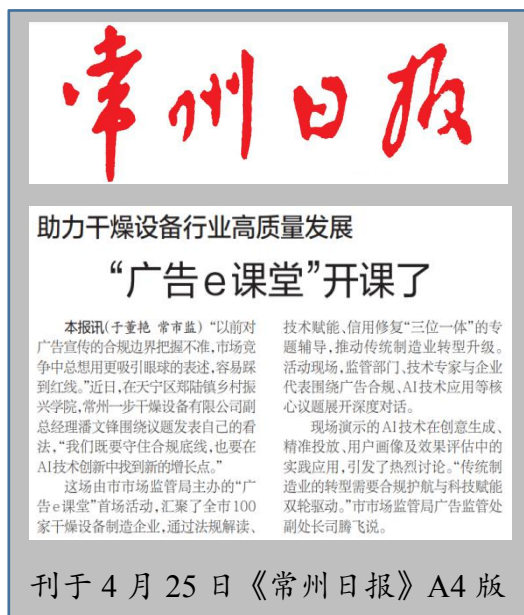 常州日报
助力干燥设备行业高质量发展
“广告e课堂”开课了
本报讯(于董艳 常市监) “以前对
广告宣传的合规边界把握不准,市场竞
争中总想用更吸引眼球的表述,容易踩
到红线。”近日,在天宁区郑陆镇乡村振
兴学院,常州一步干燥设备有限公司副
总经理潘文锋围绕议题发表自己的看
法,“我们既要守住合规底线,也要在
AI技术创新中找到新的增长点。”
这场由市市场监管局主办的“广
告e课堂”首场活动,汇聚了全市100
家干燥设备制造企业,通过法规解读、
技术赋能、信用修复“三位一体”的专
题辅导,推动传统制造业转型升级。
活动现场,监管部门、技术专家与企业
代表围绕广告合规、AI技术应用等核
心议题展开深度对话。
现场演示的AI技术在创意生成、
精准投放、用户画像及效果评估中的
实践应用,引发了热烈讨论。“传统制
造业的转型需要合规护航与科技赋能
双轮驱动。”市市场监管局广告监管处
副处长司腾飞说。
刊于4月25日《常州日报》A4版